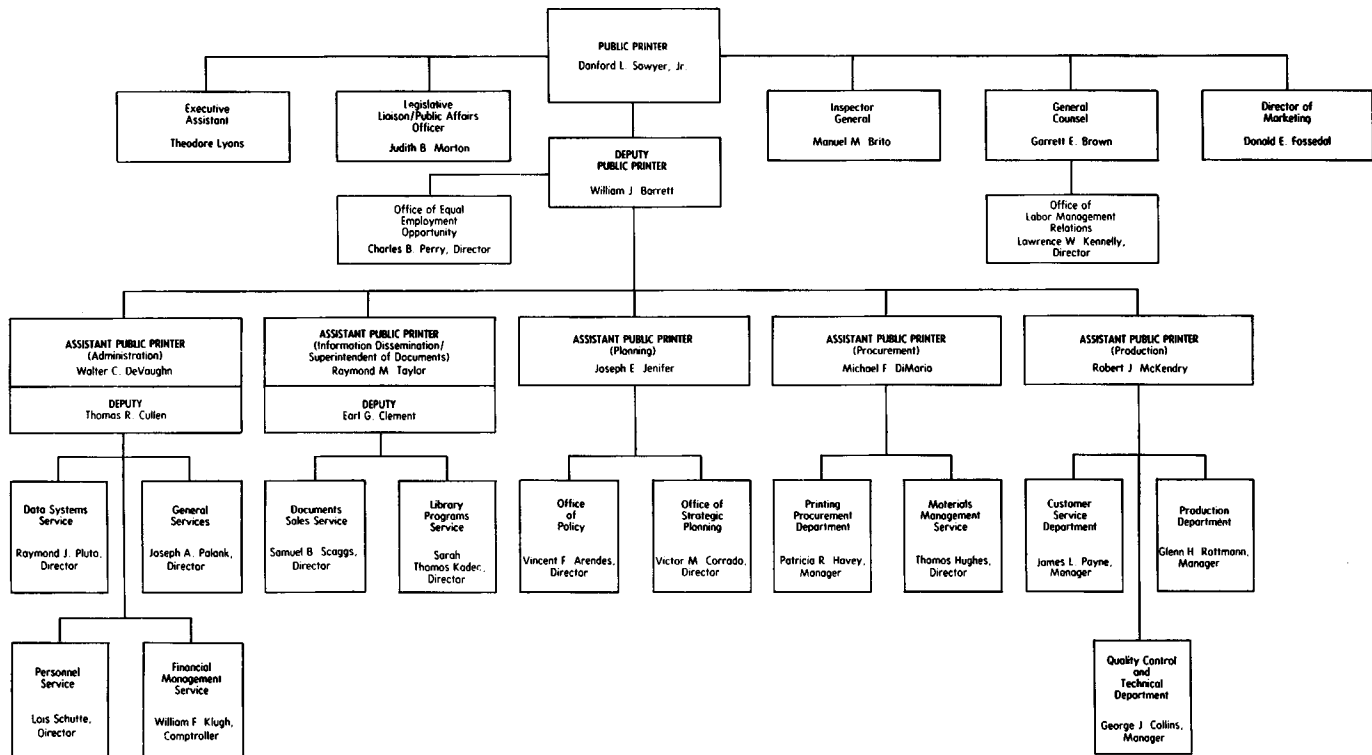 PUBLIC PRINTER
Danford L. Sawyer, Jr.
Executive
Assistant
Theodore Lyons
Legislative
Liaison/Public Affairs
Officer
Judith B. Morton
Inspector
General
Manuel M. Brito
General
Counsel
Garrett E. Brown
Director of
Marketing
Donald E. Fossedal
DEPUTY
PUBLIC PRINTER
William J. Barrett
Office of Equal
Employment
Opportunity
Charles B. Perry, Director
Office of
Labor Management
Relations
Lawrence W. Kennelly,
Director
ASSISTANT PUBLIC PRINTER
(Administration)
Walter C. DeVaughn
DEPUTY
Thomas R. Cullen
ASSISTANT PUBLIC PRINTER
(Information Dissemination/
Superintendent of Documents)
Raymond M. Taylor
DEPUTY
Earl G. Clement
ASSISTANT PUBLIC PRINTER
(Planning)
Joseph E. Jenifer
ASSISTANT PUBLIC PRINTER
(Procurement)
Michael F. DiMario
ASSISTANT PUBLIC PRINTER
(Production)
Robert J. McKendry
Data Systems
Service
Raymond J. Pluto,
Director
General
Services
Joseph A. Palank,
Director
Documents
Sales Service
Samuel B. Scaggs,
Director
Library
Programs
Service
Sarah
Thomas Kadec,
Director
Office
of
Policy
Vincent F. Arendes,
Director
Office of
Strategic
Planning
Victor M. Corrado,
Director
Printing
Procurement
Department
Patricia R. Havey,
Manager
Materials
Management
Service
Thomas Hughes,
Director
Customer
Service
Department
James L. Payne,
Manager
Production
Department
Glenn H. Rottmann,
Manager
Personnel
Service
Lois Schutte,
Director
Financial
Management
Service
William F. Klugh,
Comptroller
Quality Control
and
Technical
Department
George J. Collins,
Manager